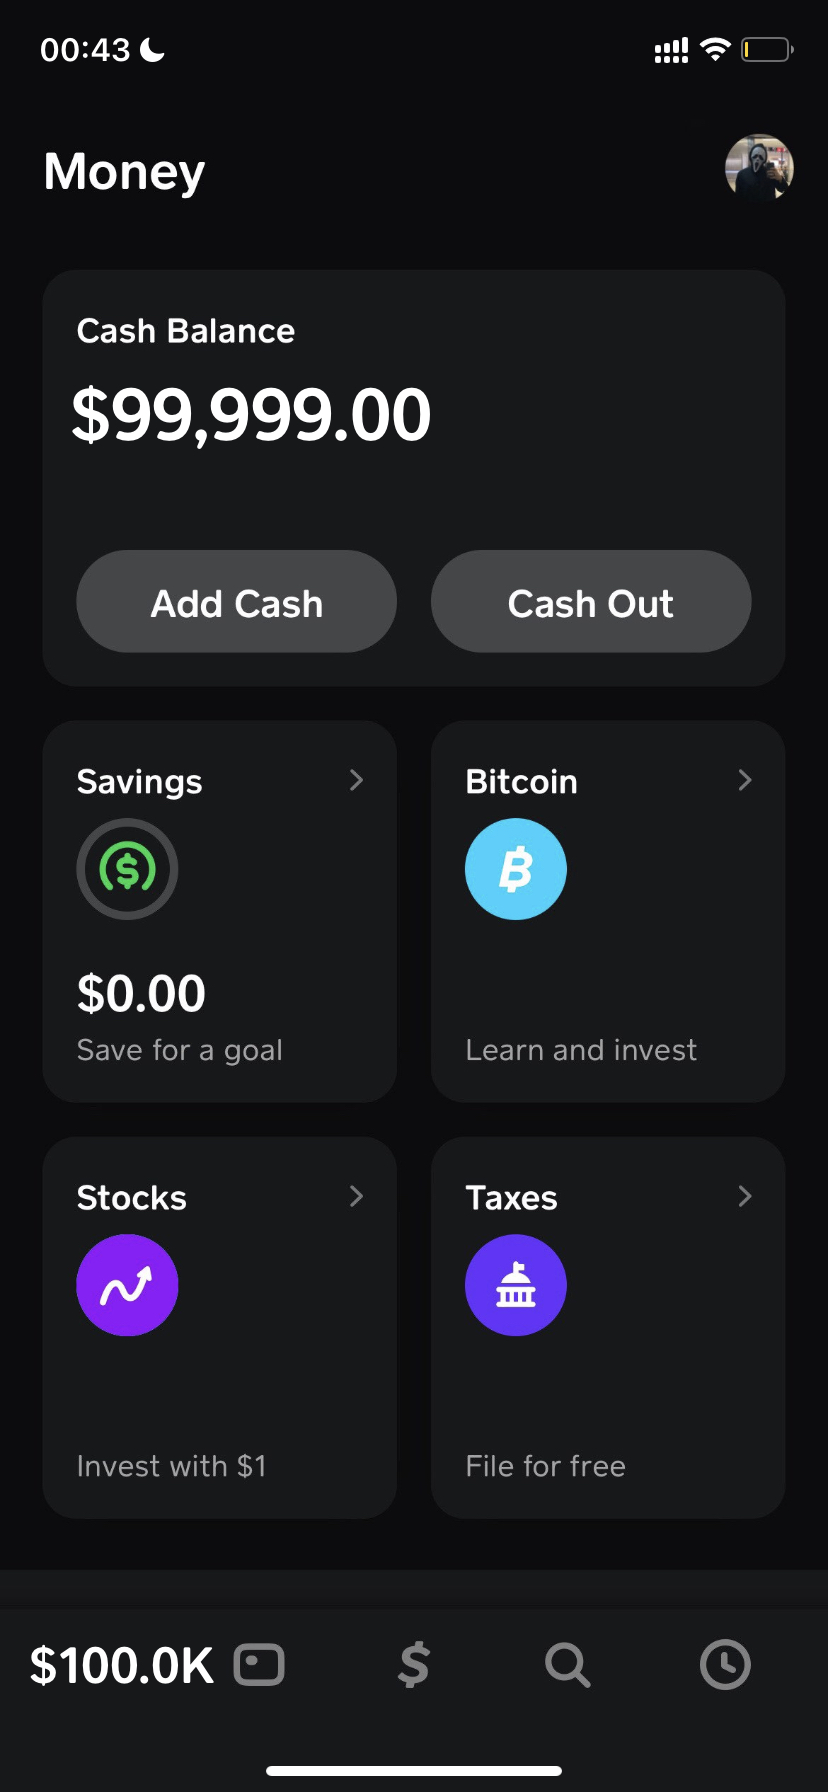 00:43
Money
Cash Balance
$99,999.00
Add Cash
Cash Out
Savings
Bitcoin
$0.00
Save for a goal
Learn and invest
Stocks
Taxes
Invest with $1
File for free
$100.0K